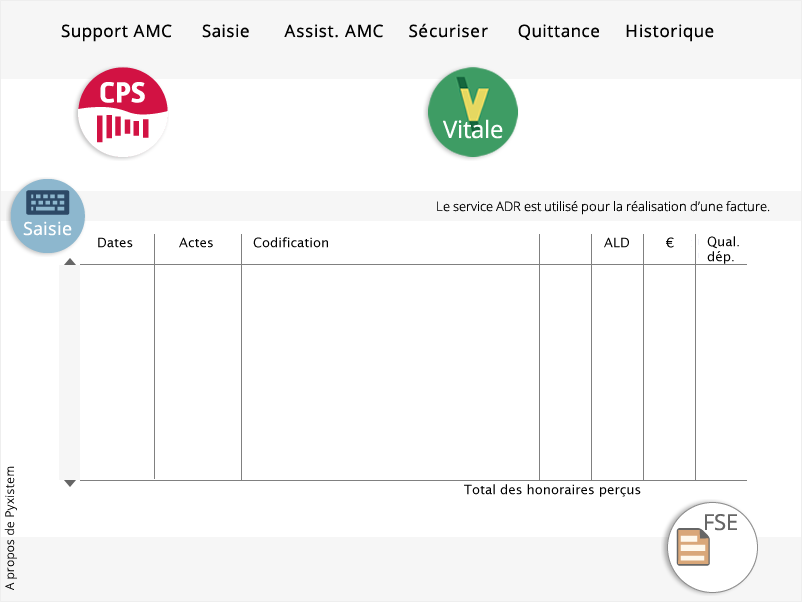 Support AMC Saisie Assist. AMC Sécuriser Quittance Historique
CPS
Vitale
Saisie
Le service ADR est utilisé pour la réalisation d'une facture.
Dates Actes Codification ALD € Qual.
dép.
Total des honoraires perçus
A propos de Pyxistem
FSE